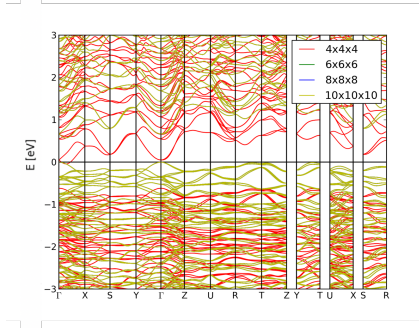 3
2
1
0
−1
−2
−3
E [eV]
4x4x4
6x6x6
8x8x8
10x10x10
Γ X S Y Γ Z U R T Z Y T U X S R